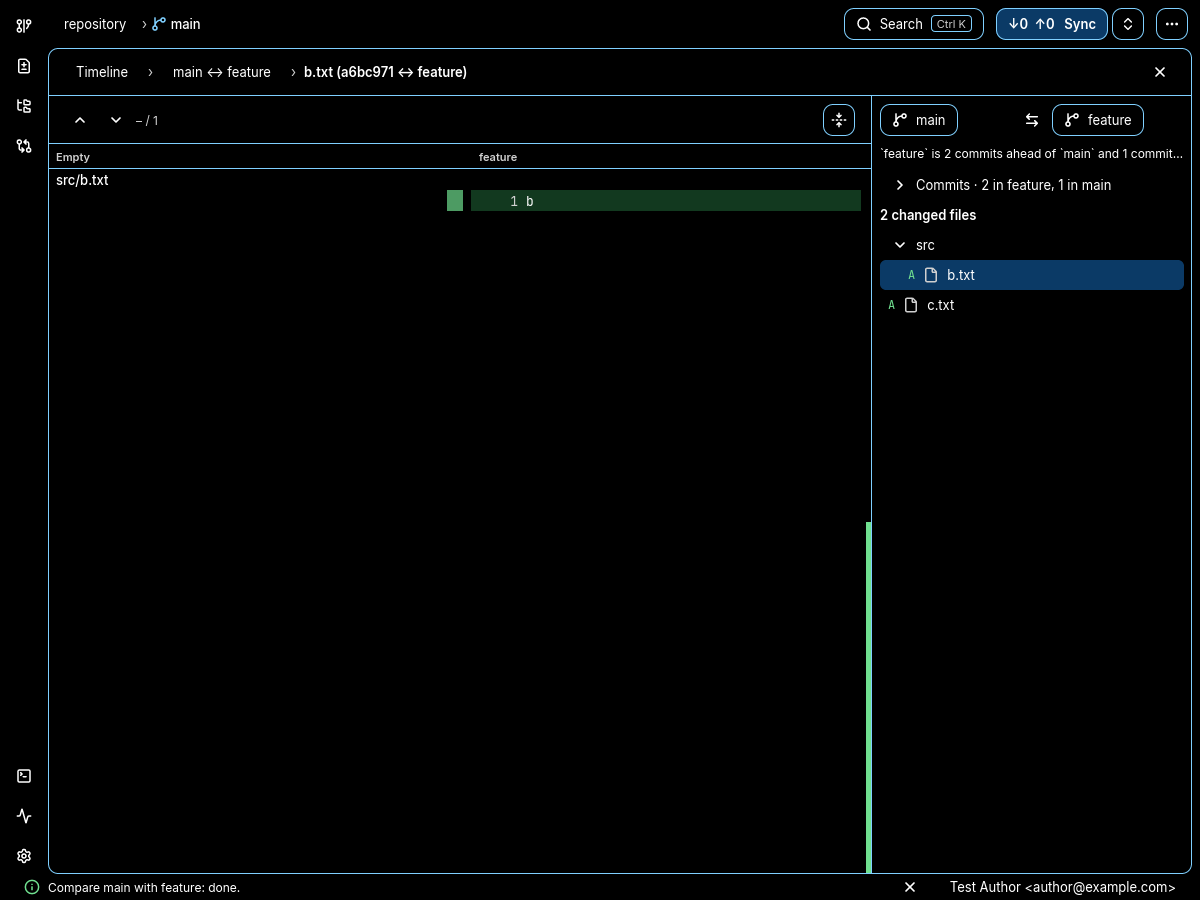 repository › main
Search Ctrl K
↓0 ↑0 Sync
Timeline › main ↔ feature › b.txt (a6bc971 ↔ feature)
– / 1
main
feature
Empty
feature
`feature` is 2 commits ahead of `main` and 1 commit...
src/b.txt
Commits · 2 in feature, 1 in main
1 b
2 changed files
src
A b.txt
A c.txt
Compare main with feature: done.
Test Author <author@example.com>